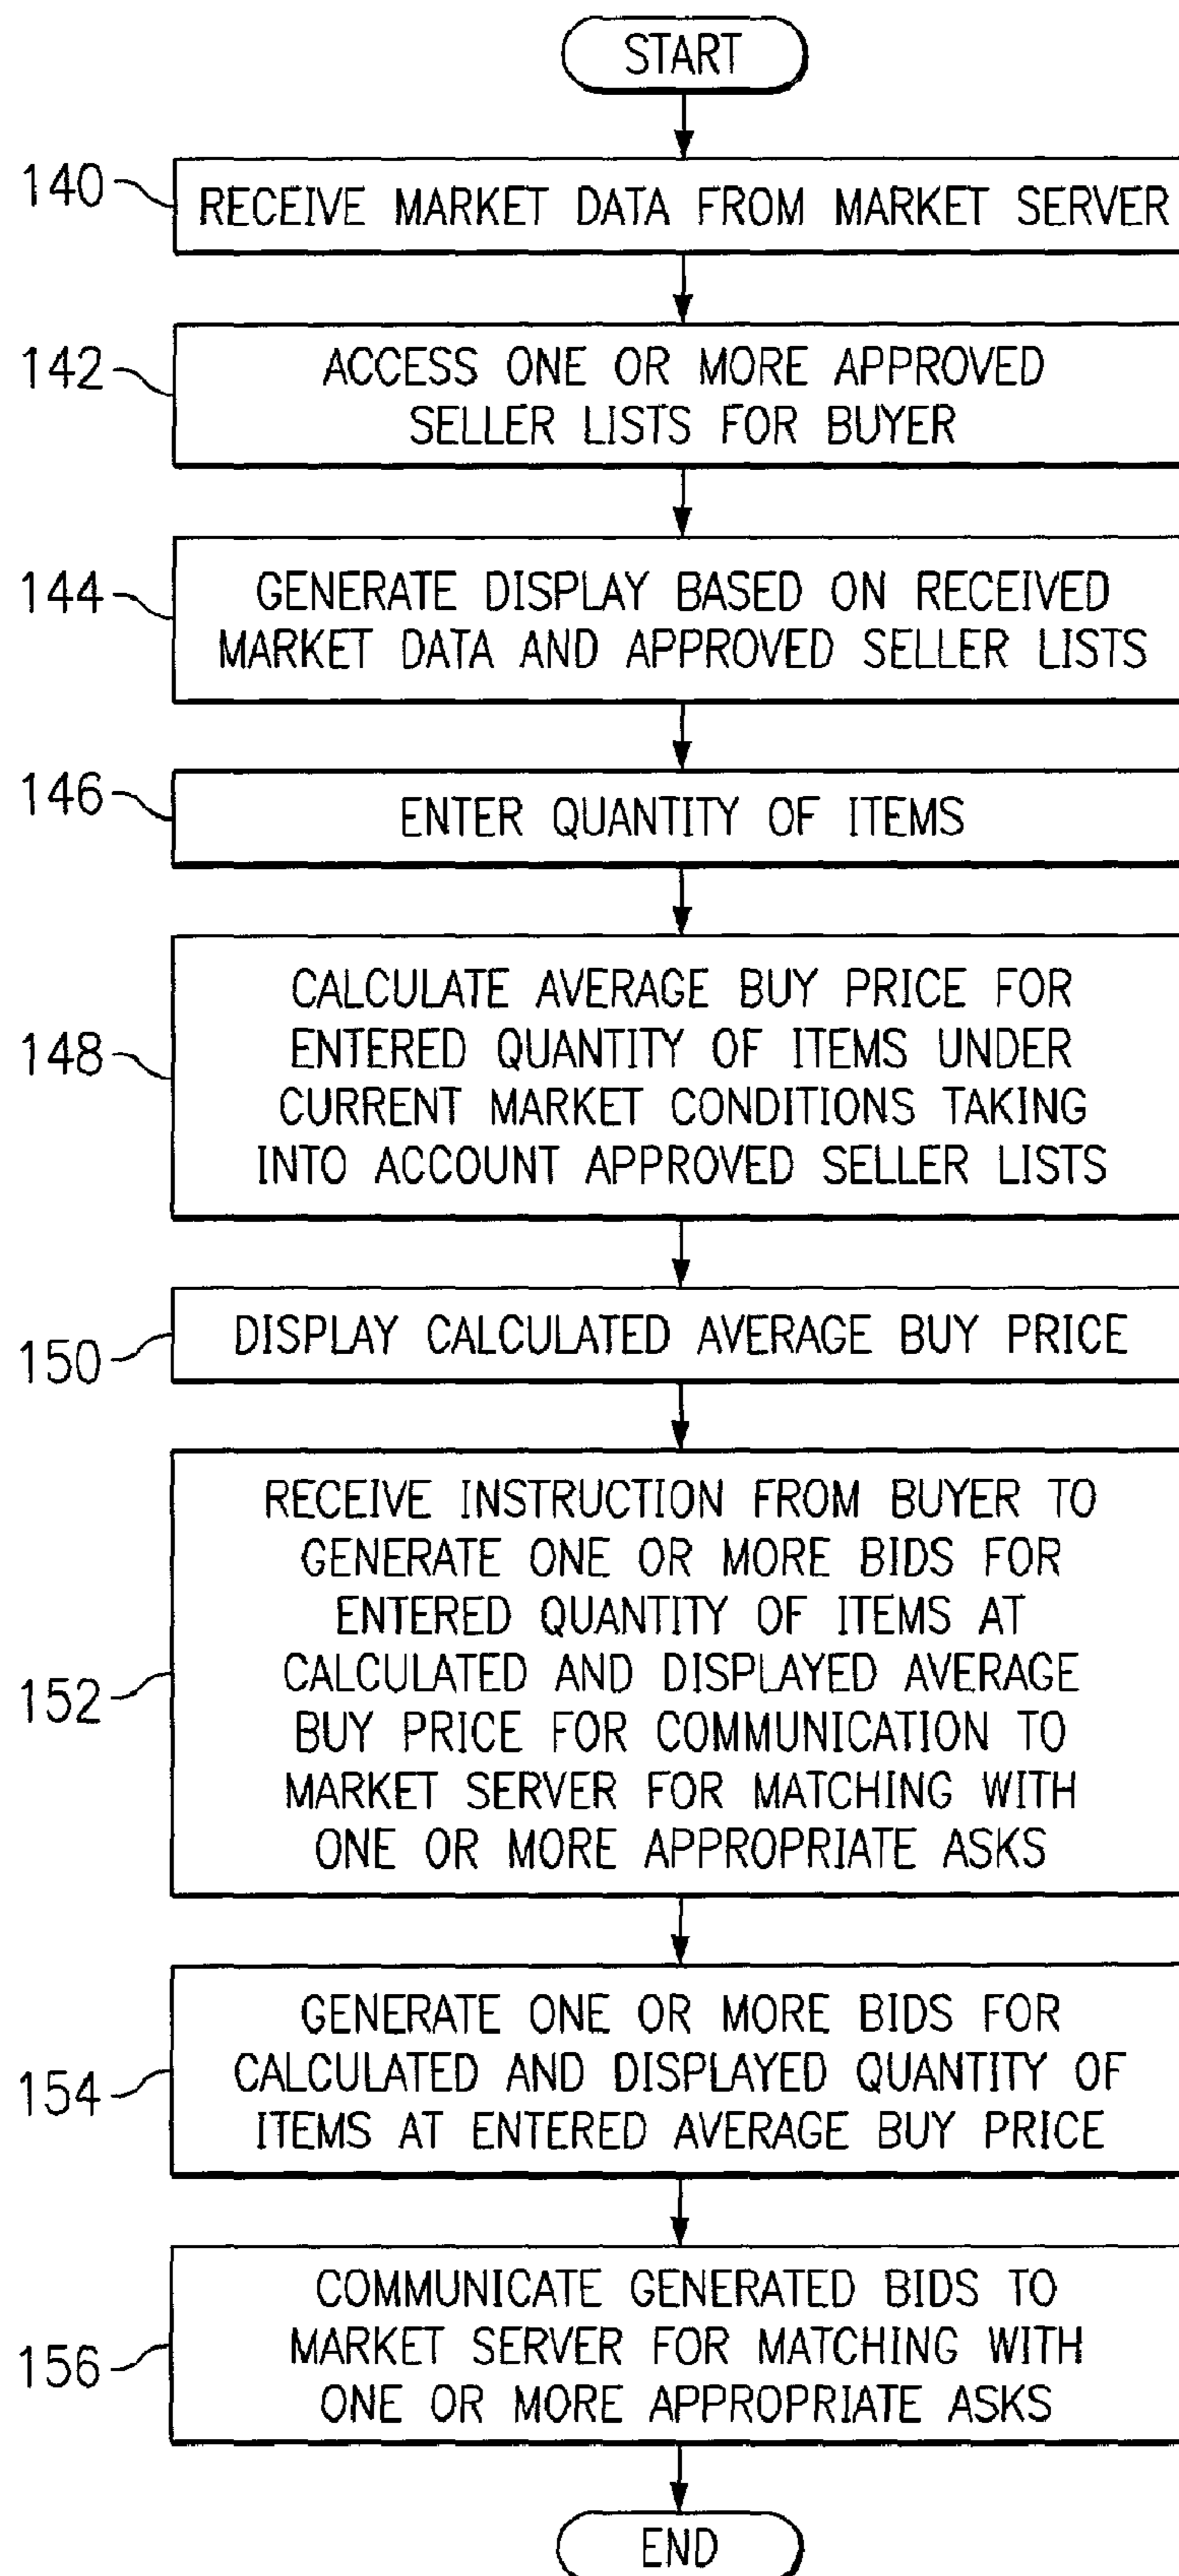 START
140
RECEIVE MARKET DATA FROM MARKET SERVER
142
ACCESS ONE OR MORE APPROVED
SELLER LISTS FOR BUYER
144
GENERATE DISPLAY BASED ON RECEIVED
MARKET DATA AND APPROVED SELLER LISTS
146
ENTER QUANTITY OF ITEMS
148
CALCULATE AVERAGE BUY PRICE FOR
ENTERED QUANTITY OF ITEMS UNDER
CURRENT MARKET CONDITIONS TAKING
INTO ACCOUNT APPROVED SELLER LISTS
150
DISPLAY CALCULATED AVERAGE BUY PRICE
152
RECEIVE INSTRUCTION FROM BUYER TO
GENERATE ONE OR MORE BIDS FOR
ENTERED QUANTITY OF ITEMS AT
CALCULATED AND DISPLAYED AVERAGE
BUY PRICE FOR COMMUNICATION TO
MARKET SERVER FOR MATCHING WITH
ONE OR MORE APPROPRIATE ASKS
154
GENERATE ONE OR MORE BIDS FOR
CALCULATED AND DISPLAYED QUANTITY OF
ITEMS AT ENTERED AVERAGE BUY PRICE
156
COMMUNICATE GENERATED BIDS TO
MARKET SERVER FOR MATCHING WITH
ONE OR MORE APPROPRIATE ASKS
END